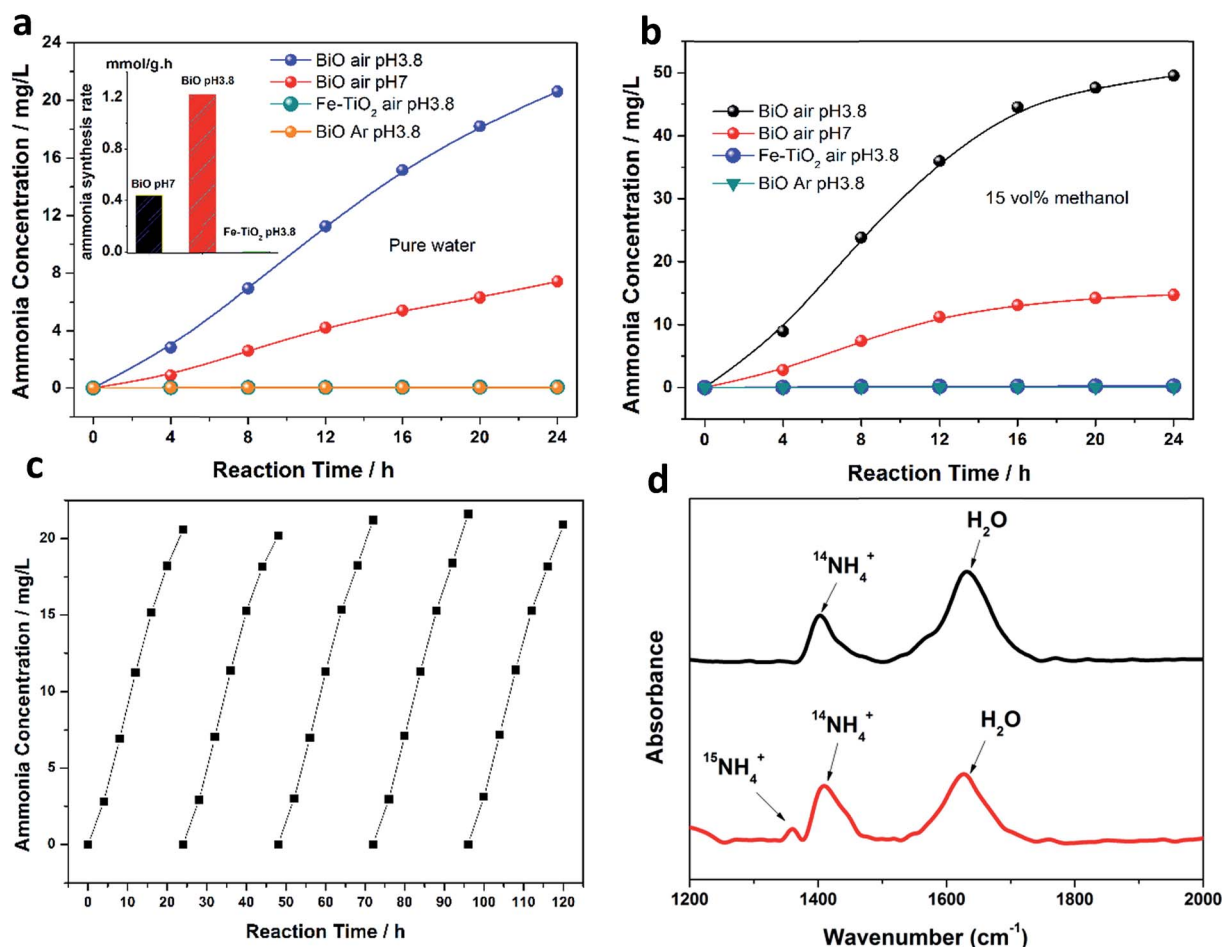 a
Ammonia Concentration / mg/L
24
20
16
12
8
4
0
0 4 8 12 16 20 24
Reaction Time / h
BiO air pH3.8
BiO air pH7
Fe-TiO₂ air pH3.8
BiO Ar pH3.8
Pure water
mmol/g.h
ammonia synthesis rate
1.2
0.8
0.4
0.0
BiO pH7
BiO pH3.8
Fe-TiO₂ pH3.8
b
Ammonia Concentration / mg/L
50
40
30
20
10
0
0 4 8 12 16 20 24
Reaction Time / h
BiO air pH3.8
BiO air pH7
Fe-TiO₂ air pH3.8
BiO Ar pH3.8
15 vol% methanol
c
Ammonia Concentration / mg/L
20
15
10
5
0
0 10 20 30 40 50 60 70 80 90 100 110 120
Reaction Time / h
d
Absorbance
¹⁴NH₄⁺
H₂O
¹⁵NH₄⁺
¹⁴NH₄⁺
H₂O
1200 1400 1600 1800 2000
Wavenumber (cm⁻¹)